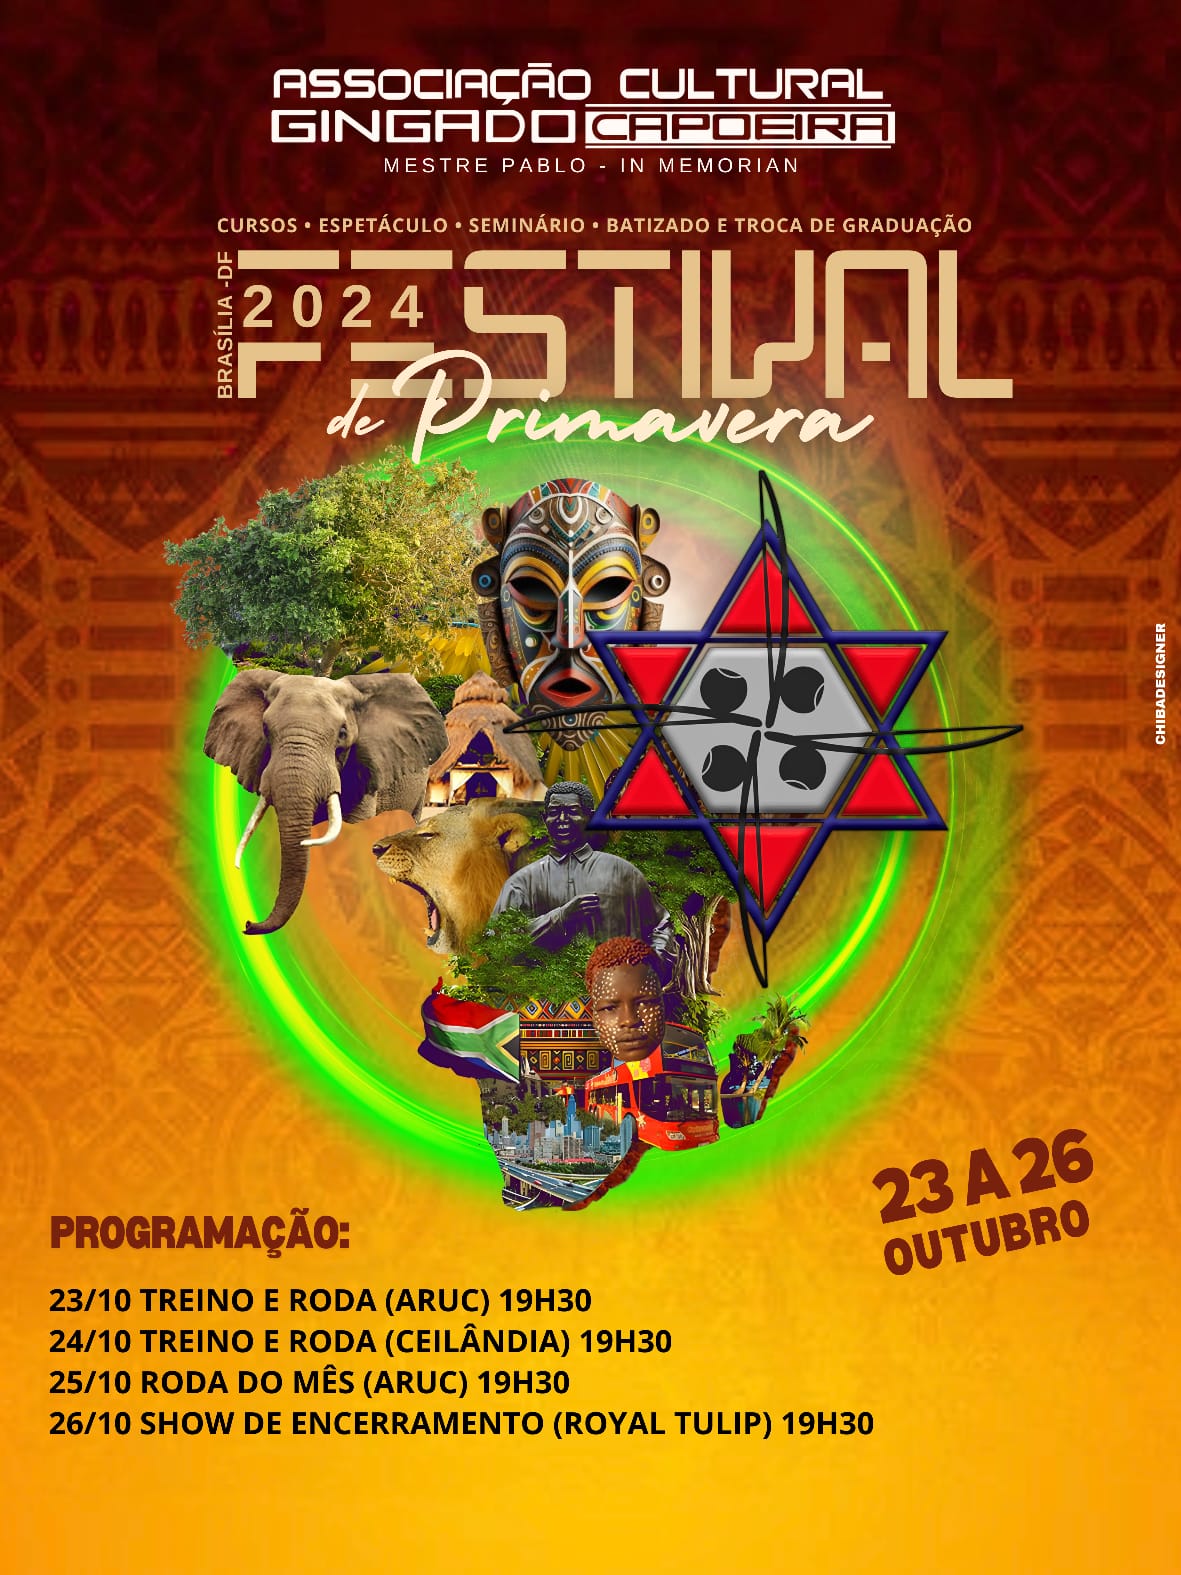 ASSOCIAÇÃO CULTURAL
GINGADO CAPOEIRA
MESTRE PABLO - IN MEMORIAN
CURSOS • ESPETÁCULO • SEMINÁRIO • BATIZADO E TROCA DE GRADUAÇÃO
BRASÍLIA -DF
FESTIVAL
2024
de Primavera
CHIBADESIGNER
23 A 26
OUTUBRO
PROGRAMAÇÃO:
23/10 TREINO E RODA (ARUC) 19H30
24/10 TREINO E RODA (CEILÂNDIA) 19H30
25/10 RODA DO MÊS (ARUC) 19H30
26/10 SHOW DE ENCERRAMENTO (ROYAL TULIP) 19H30